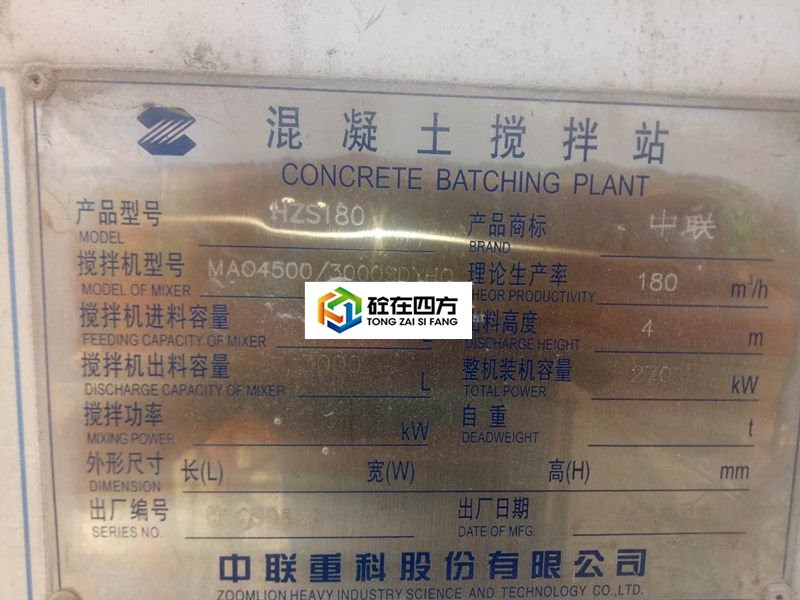 混凝土搅拌站
CONCRETE BATCHING PLANT
产品型号 HZS180 产品商标 中联
MODEL BRAND
搅拌机型号 理论生产率 180 m³/h
MODEL OF MIXER THEOR PRODUCTIVITY
砼在四方
TONG ZAI SI FANG
搅拌机进料容量 出料高度 4 m
FEEDING CAPACITY OF MIXER DISCHARGE HEIGHT
搅拌机出料容量 L 整机装机容量 270 kW
DISCHARGE CAPACITY OF MIXER TOTAL POWER
搅拌功率 kW 自重 t
MIXING POWER DEADWEIGHT
外形尺寸 长(L) 宽(W) 高(H) mm
DIMENSION
出厂编号 出厂日期
SERIES NO. DATE OF MFG.
中联重科股份有限公司
ZOOMLION HEAVY INDUSTRY SCIENCE AND TECHNOLOGY CO.,LTD.